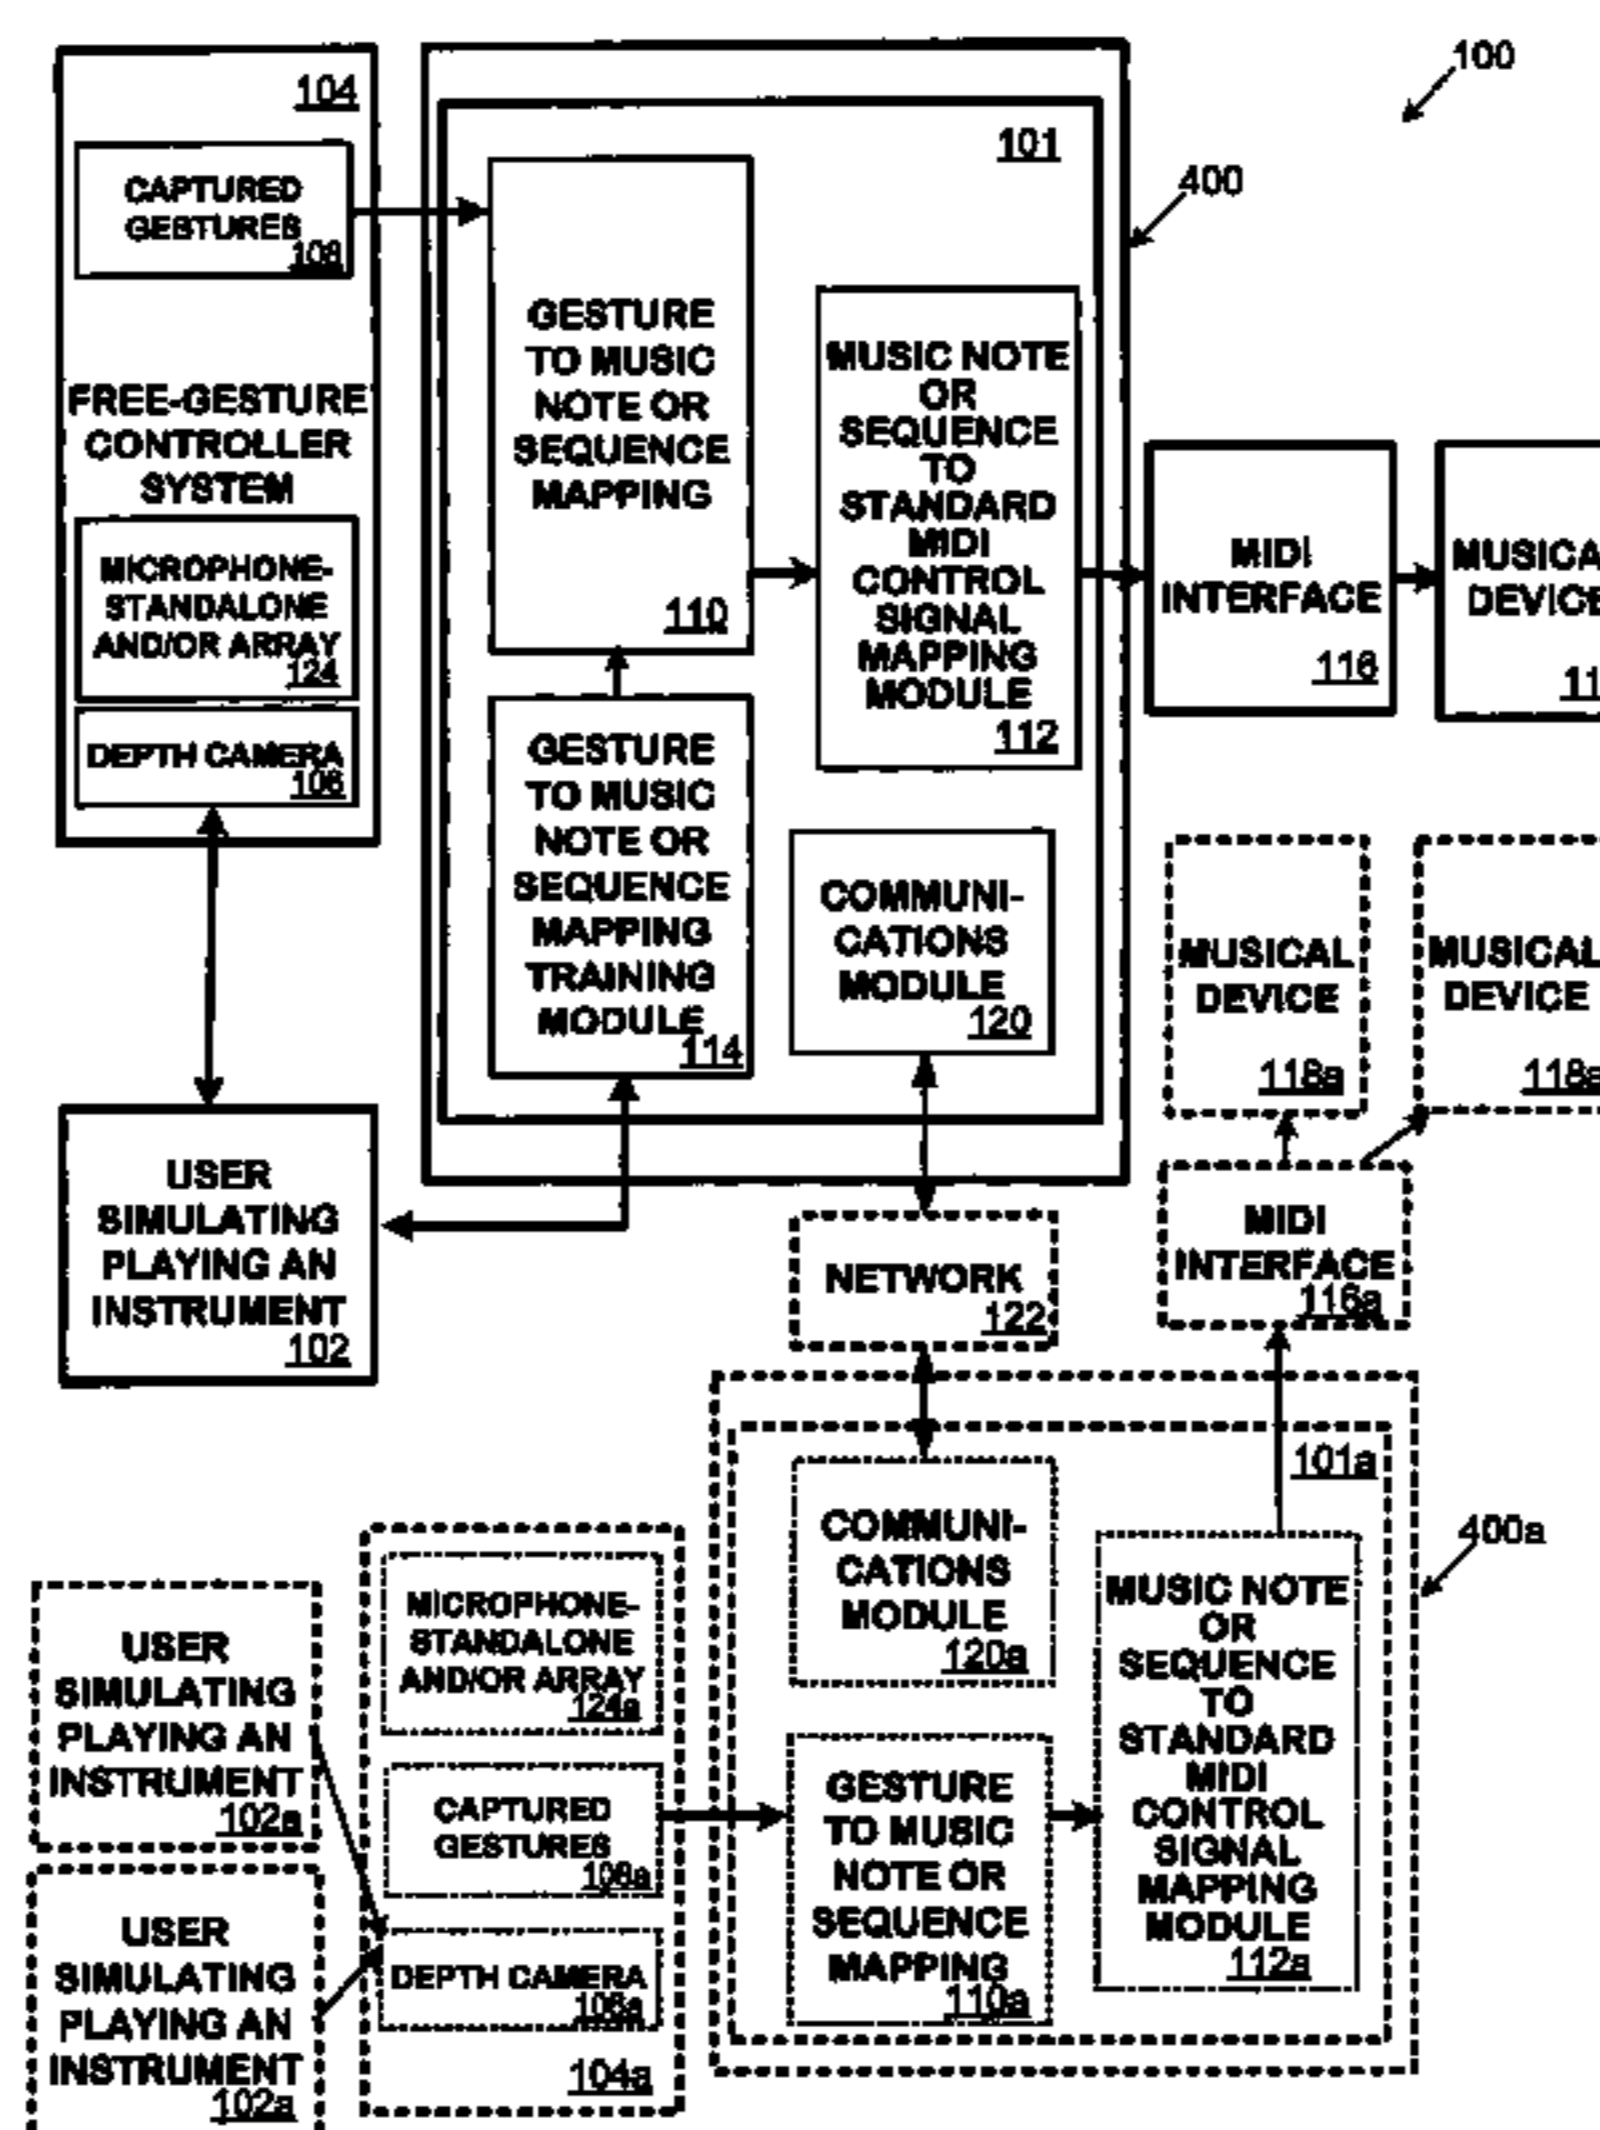 100
104
CAPTURED
GESTURES
108
FREE-GESTURE
CONTROLLER
SYSTEM
MICROPHONE-
STANDALONE
AND/OR ARRAY
124
DEPTH CAMERA
106
101
400
GESTURE
TO MUSIC
NOTE OR
SEQUENCE
MAPPING
110
MUSIC NOTE
OR
SEQUENCE
TO
STANDARD
MIDI
CONTROL
SIGNAL
MAPPING
MODULE
112
MIDI
INTERFACE
116
MUSICA
DEVICE
11
GESTURE
TO MUSIC
NOTE OR
SEQUENCE
MAPPING
TRAINING
MODULE
114
COMMUNI-
CATIONS
MODULE
120
MUSICAL
DEVICE
118a
MUSICAL
DEVICE
118a
USER
SIMULATING
PLAYING AN
INSTRUMENT
102
NETWORK
122
MIDI
INTERFACE
116a
101a
400a
COMMUNI-
CATIONS
MODULE
120a
MUSIC NOTE
OR
SEQUENCE
TO
STANDARD
MIDI
CONTROL
SIGNAL
MAPPING
MODULE
112a
USER
SIMULATING
PLAYING AN
INSTRUMENT
102a
MICROPHONE-
STANDALONE
AND/OR ARRAY
124a
CAPTURED
GESTURES
108a
GESTURE
TO MUSIC
NOTE OR
SEQUENCE
MAPPING
110a
USER
SIMULATING
PLAYING AN
INSTRUMENT
102a
DEPTH CAMERA
106a
104a